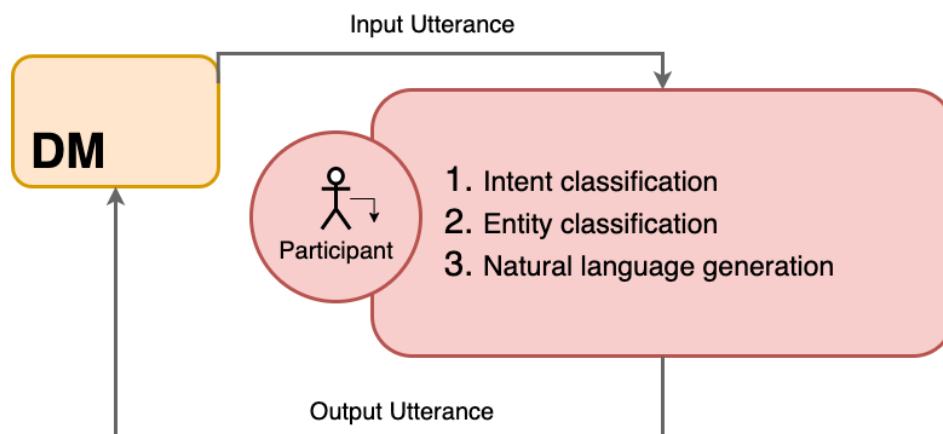 Input Utterance
DM
1. Intent classification
2. Entity classification
3. Natural language generation
Participant
Output Utterance